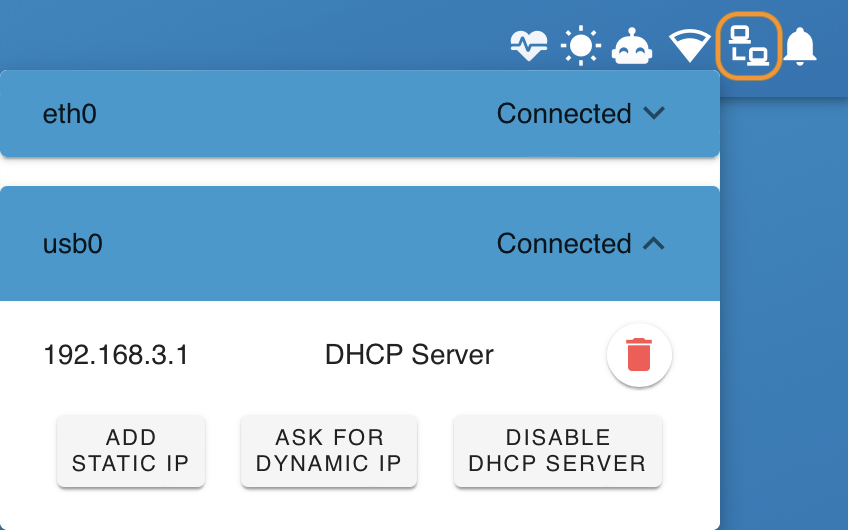 eth0 Connected
usb0 Connected
192.168.3.1 DHCP Server
ADD
STATIC IP
ASK FOR
DYNAMIC IP
DISABLE
DHCP SERVER